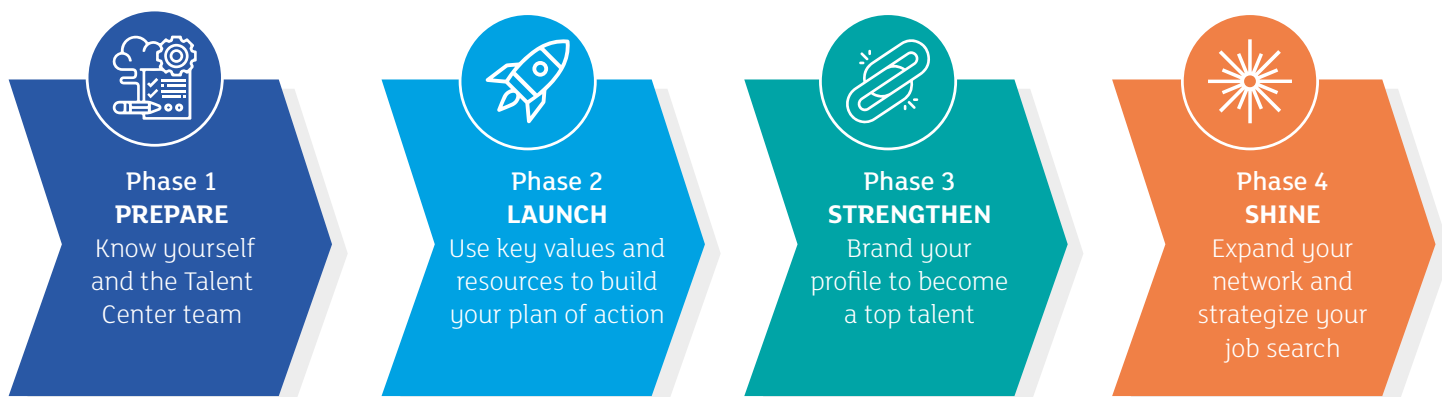 Phase 1
PREPARE
Know yourself
and the Talent
Center team
Phase 2
LAUNCH
Use key values and
resources to build
your plan of action
Phase 3
STRENGTHEN
Brand your
profile to become
a top talent
Phase 4
SHINE
Expand your
network and
strategize your
job search